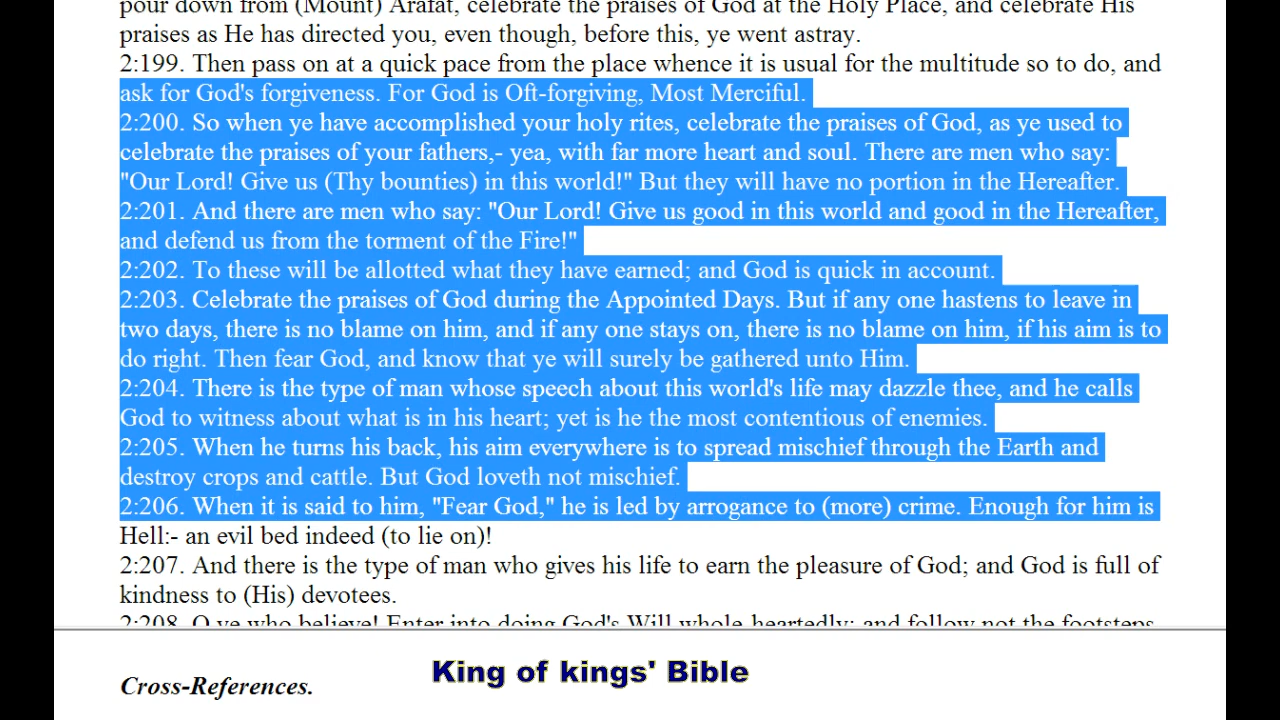 pour down from (Mount) Arafat, celebrate the praises of God at the Holy Place, and celebrate His
praises as He has directed you, even though, before this, ye went astray.
2:199. Then pass on at a quick pace from the place whence it is usual for the multitude so to do, and
ask for God's forgiveness. For God is Oft-forgiving, Most Merciful.
2:200. So when ye have accomplished your holy rites, celebrate the praises of God, as ye used to
celebrate the praises of your fathers,- yea, with far more heart and soul. There are men who say:
"Our Lord! Give us (Thy bounties) in this world!" But they will have no portion in the Hereafter.
2:201. And there are men who say: "Our Lord! Give us good in this world and good in the Hereafter,
and defend us from the torment of the Fire!"
2:202. To these will be allotted what they have earned; and God is quick in account.
2:203. Celebrate the praises of God during the Appointed Days. But if any one hastens to leave in
two days, there is no blame on him, and if any one stays on, there is no blame on him, if his aim is to
do right. Then fear God, and know that ye will surely be gathered unto Him.
2:204. There is the type of man whose speech about this world's life may dazzle thee, and he calls
God to witness about what is in his heart; yet is he the most contentious of enemies.
2:205. When he turns his back, his aim everywhere is to spread mischief through the Earth and
destroy crops and cattle. But God loveth not mischief.
2:206. When it is said to him, "Fear God," he is led by arrogance to (more) crime. Enough for him is
Hell:- an evil bed indeed (to lie on)!
2:207. And there is the type of man who gives his life to earn the pleasure of God; and God is full of
kindness to (His) devotees.
2:208. O ye who believe! Enter into doing God's Will whole-heartedly; and follow not the footsteps
King of kings' Bible
Cross-References.